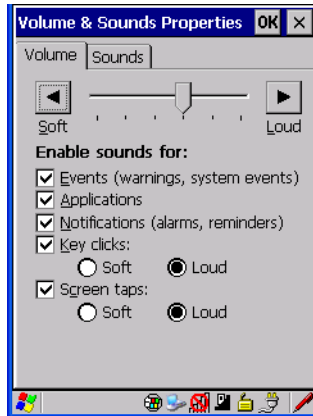 Volume & Sounds Properties OK
Volume Sounds
Soft Loud
Enable sounds for:
Events (warnings, system events)
Applications
Notifications (alarms, reminders)
Key clicks:
Soft Loud
Screen taps:
Soft Loud